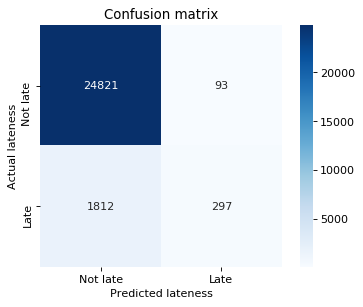 Confusion matrix
Actual lateness
Not late
Late
24821 93
1812 297
Not late Late
Predicted lateness
20000
15000
10000
5000